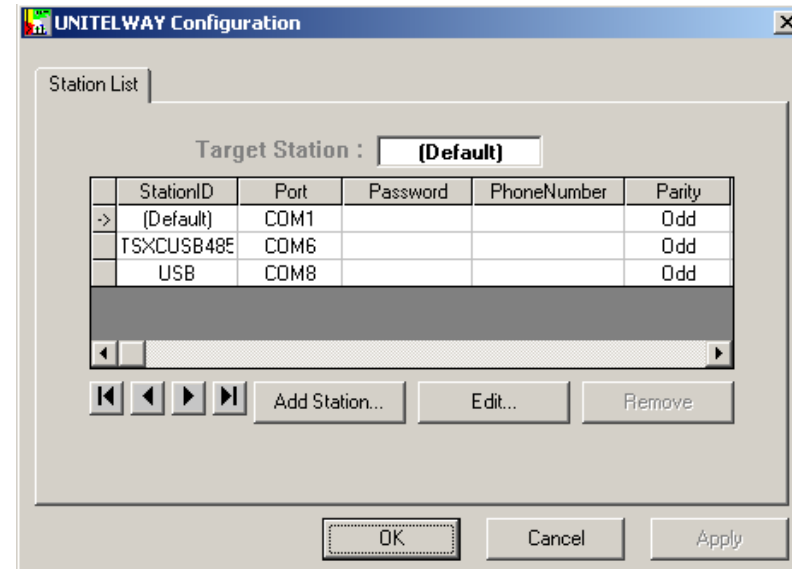 UNITELWAY Configuration
Station List
Target Station : (Default)
StationID Port Password PhoneNumber Parity
-> (Default) COM1 Odd
TSXCUSB485 COM6 Odd
USB COM8 Odd
Add Station... Edit... Remove
OK Cancel Apply